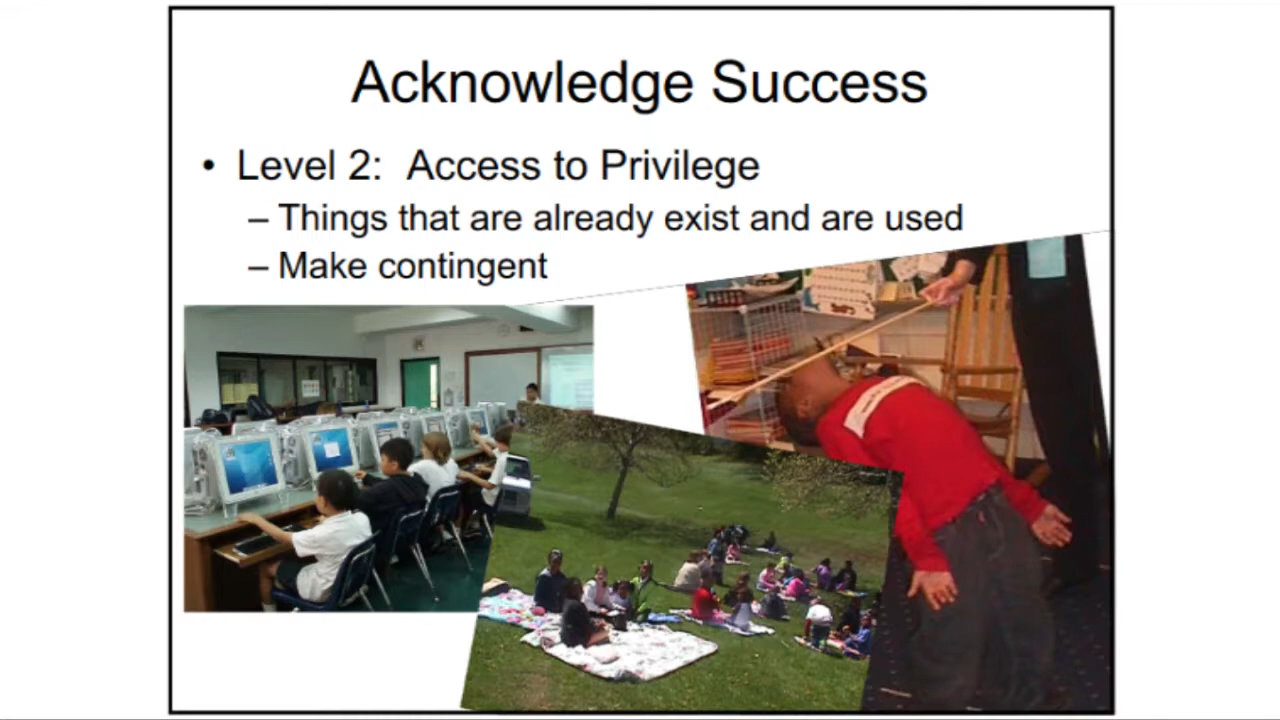 Acknowledge Success
• Level 2: Access to Privilege
– Things that are already exist and are used
– Make contingent